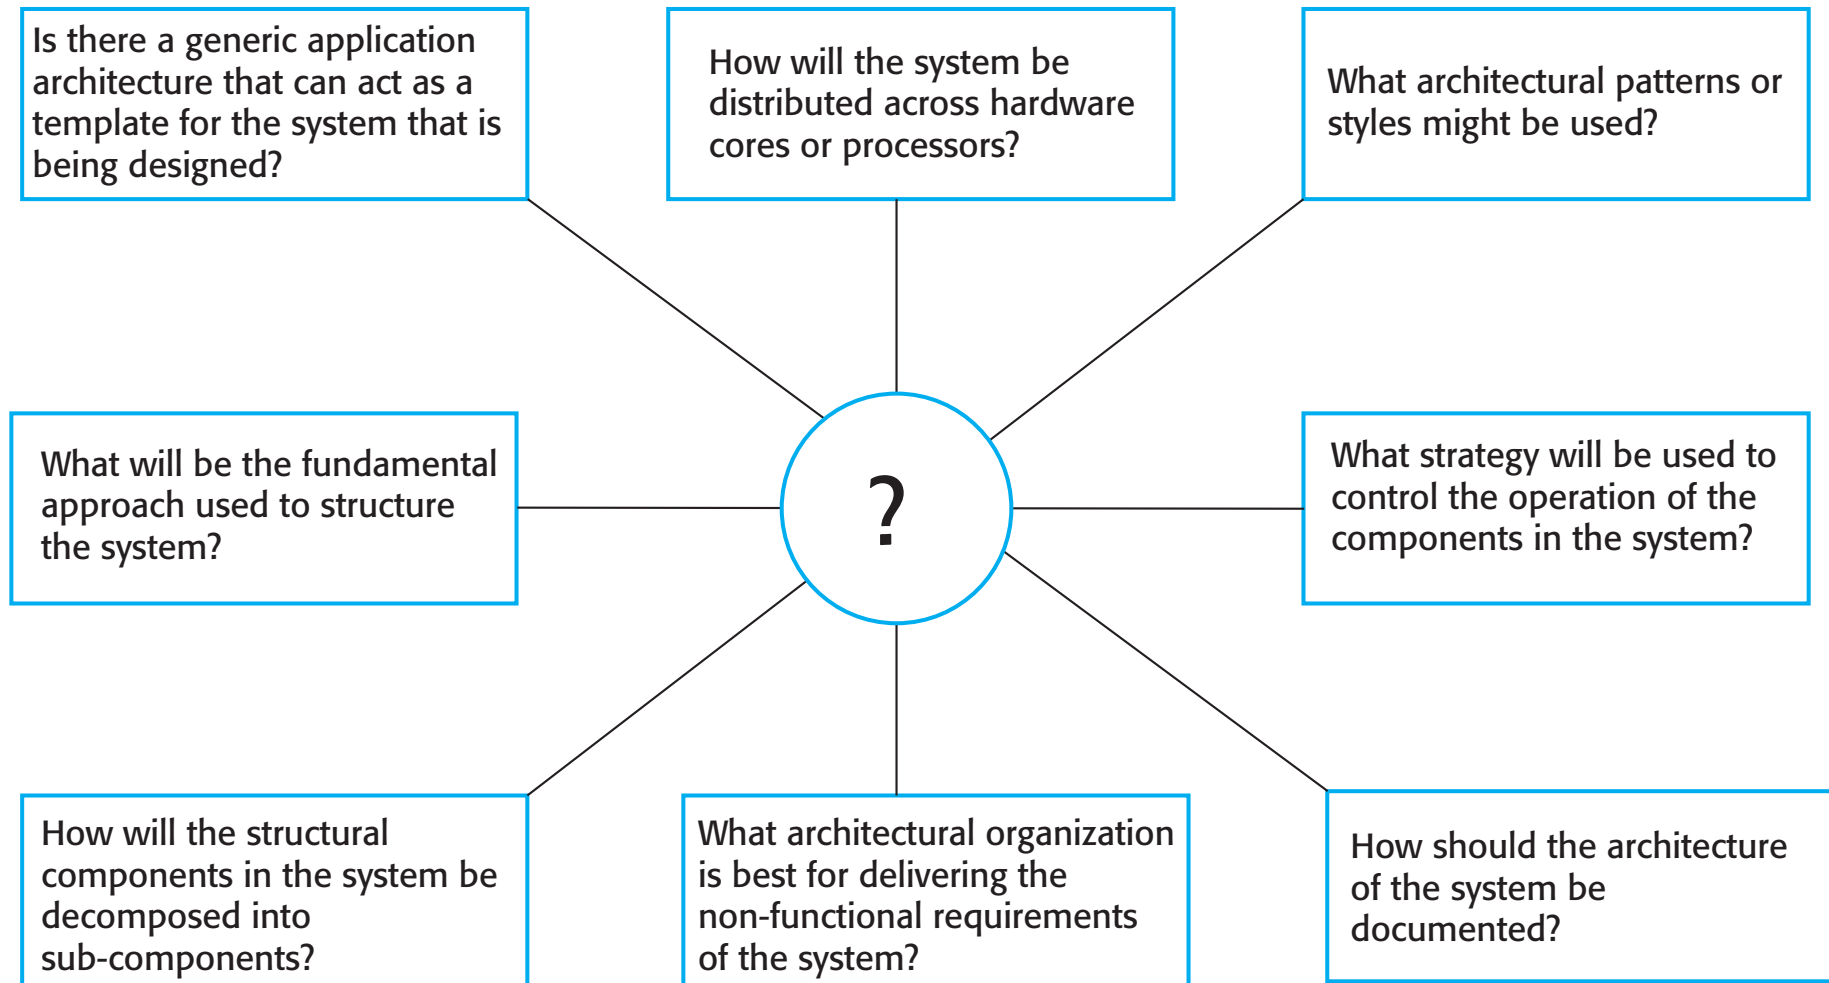 Is there a generic application
architecture that can act as a
template for the system that is
being designed?
How will the system be
distributed across hardware
cores or processors?
What architectural patterns or
styles might be used?
What will be the fundamental
approach used to structure
the system?
?
What strategy will be used to
control the operation of the
components in the system?
How will the structural
components in the system be
decomposed into
sub-components?
What architectural organization
is best for delivering the
non-functional requirements
of the system?
How should the architecture
of the system be
documented?